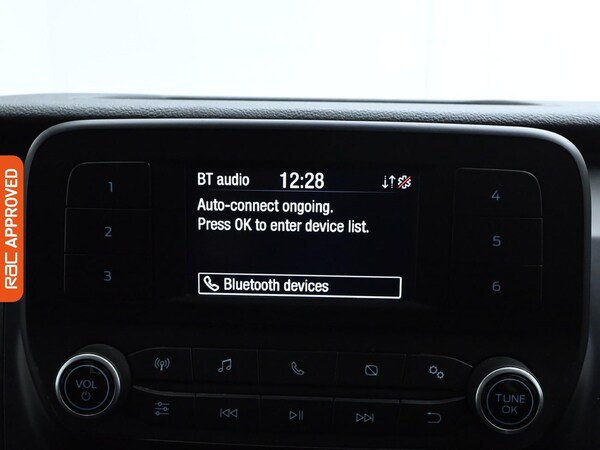 BT audio 12:28
Auto-connect ongoing.
Press OK to enter device list.
Bluetooth devices
1
2
3
4
5
6
VOL
TUNE
OK
RAC APPROVED